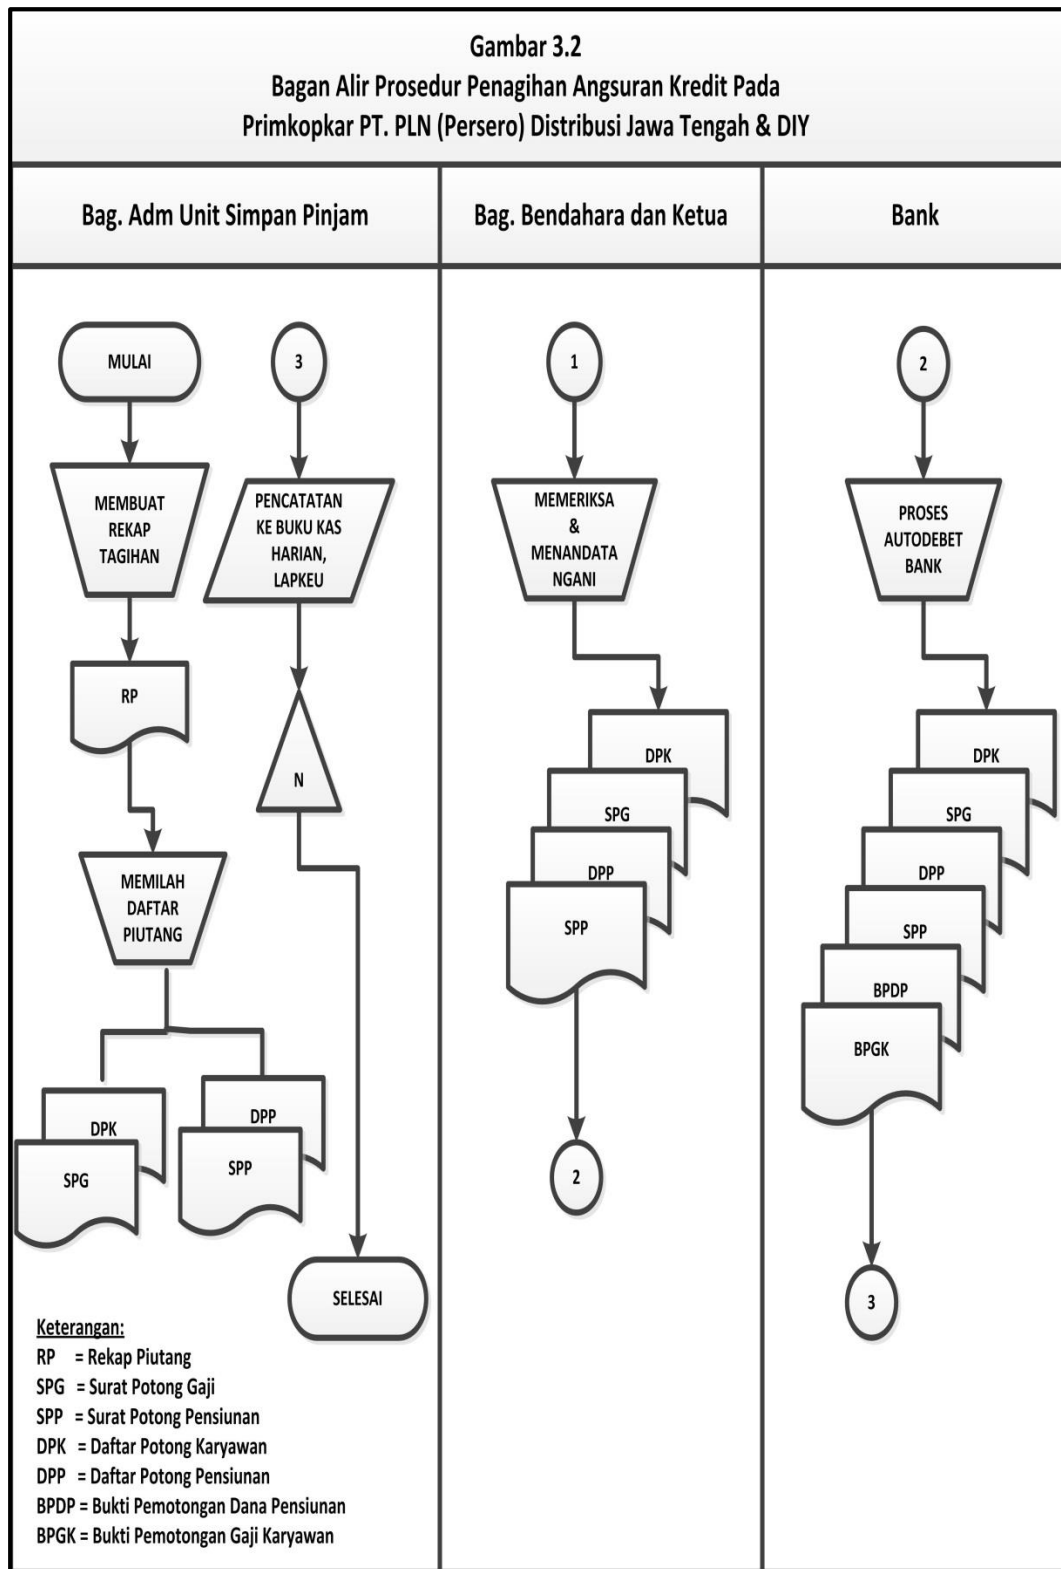 Gambar 3.2
Bagan Alir Prosedur Penagihan Angsuran Kredit Pada
Primkopkar PT. PLN (Persero) Distribusi Jawa Tengah & DIY
Bag. Adm Unit Simpan Pinjam
Bag. Bendahara dan Ketua
Bank
MULAI
MEMBUAT
REKAP
TAGIHAN
RP
MEMILAH
DAFTAR
PIUTANG
DPK
SPG
DPP
SPP
3
PENCATATAN
KE BUKU KAS
HARIAN,
LAPKEU
N
SELESAI
Keterangan:
RP = Rekap Piutang
SPG = Surat Potong Gaji
SPP = Surat Potong Pensiunan
DPK = Daftar Potong Karyawan
DPP = Daftar Potong Pensiunan
BPDP = Bukti Pemotongan Dana Pensiunan
BPGK = Bukti Pemotongan Gaji Karyawan
1
MEMERIKSA
&
MENANDATA
NGANI
DPK
SPG
DPP
SPP
2
2
PROSES
AUTODEBET
BANK
DPK
SPG
DPP
SPP
BPDP
BPGK
3